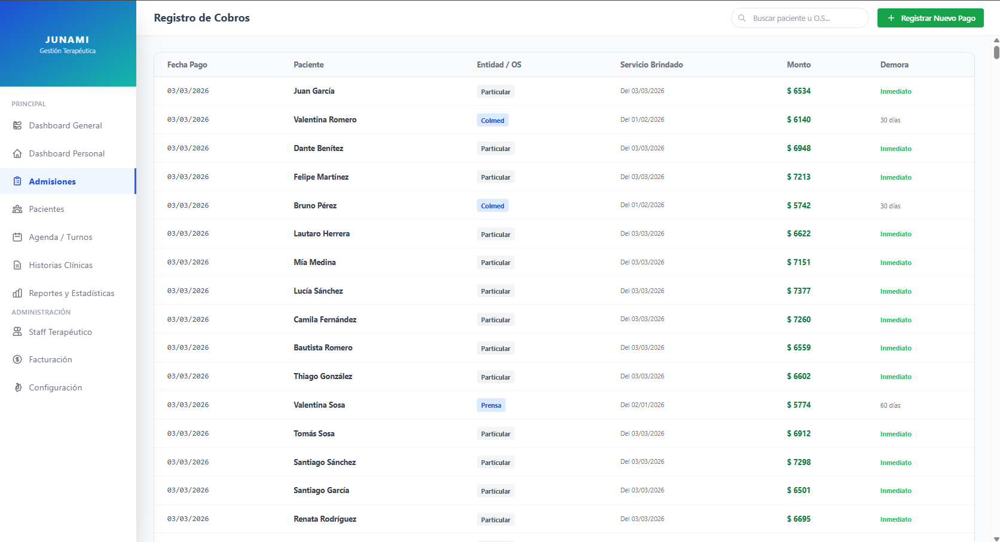 JUNAMI
Gestión Terapéutica
PRINCIPAL
Dashboard General
Dashboard Personal
Admisiones
Pacientes
Agenda / Turnos
Historias Clínicas
Reportes y Estadísticas
ADMINISTRACIÓN
Staff Terapéutico
Facturación
Configuración
Registro de Cobros
Buscar paciente u O.S...
+ Registrar Nuevo Pago
Fecha Pago Paciente Entidad / OS Servicio Brindado Monto Demora
03/03/2026 Juan García Particular Del 03/03/2026 $ 6534 Inmediato
03/03/2026 Valentina Romero Colmed Del 01/02/2026 $ 6140 30 días
03/03/2026 Dante Benítez Particular Del 03/03/2026 $ 6948 Inmediato
03/03/2026 Felipe Martínez Particular Del 03/03/2026 $ 7213 Inmediato
03/03/2026 Bruno Pérez Colmed Del 01/02/2026 $ 5742 30 días
03/03/2026 Lautaro Herrera Particular Del 03/03/2026 $ 6622 Inmediato
03/03/2026 Mía Medina Particular Del 03/03/2026 $ 7151 Inmediato
03/03/2026 Lucía Sánchez Particular Del 03/03/2026 $ 7377 Inmediato
03/03/2026 Camila Fernández Particular Del 03/03/2026 $ 7260 Inmediato
03/03/2026 Bautista Romero Particular Del 03/03/2026 $ 6559 Inmediato
03/03/2026 Thiago González Particular Del 03/03/2026 $ 6602 Inmediato
03/03/2026 Valentina Sosa Prensa Del 02/01/2026 $ 5774 60 días
03/03/2026 Tomás Sosa Particular Del 03/03/2026 $ 6912 Inmediato
03/03/2026 Santiago Sánchez Particular Del 03/03/2026 $ 7298 Inmediato
03/03/2026 Santiago García Particular Del 03/03/2026 $ 6501 Inmediato
03/03/2026 Renata Rodríguez Particular Del 03/03/2026 $ 6695 Inmediato